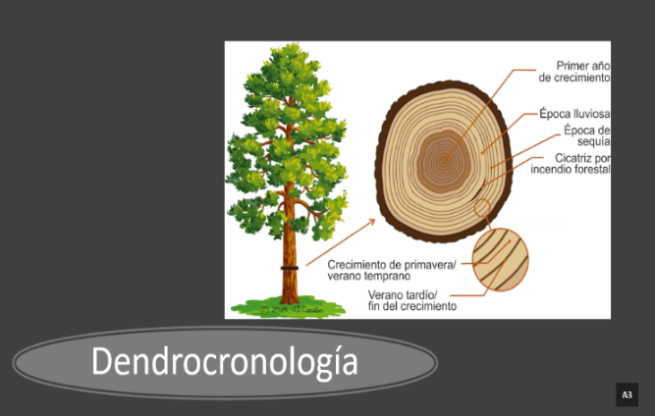 Primer año
de crecimiento
Época lluviosa
Época de
sequía
Cicatriz por
incendio forestal
Crecimiento de primavera/
verano temprano
Verano tardío/
fin del crecimiento
Dendrocronología
A3